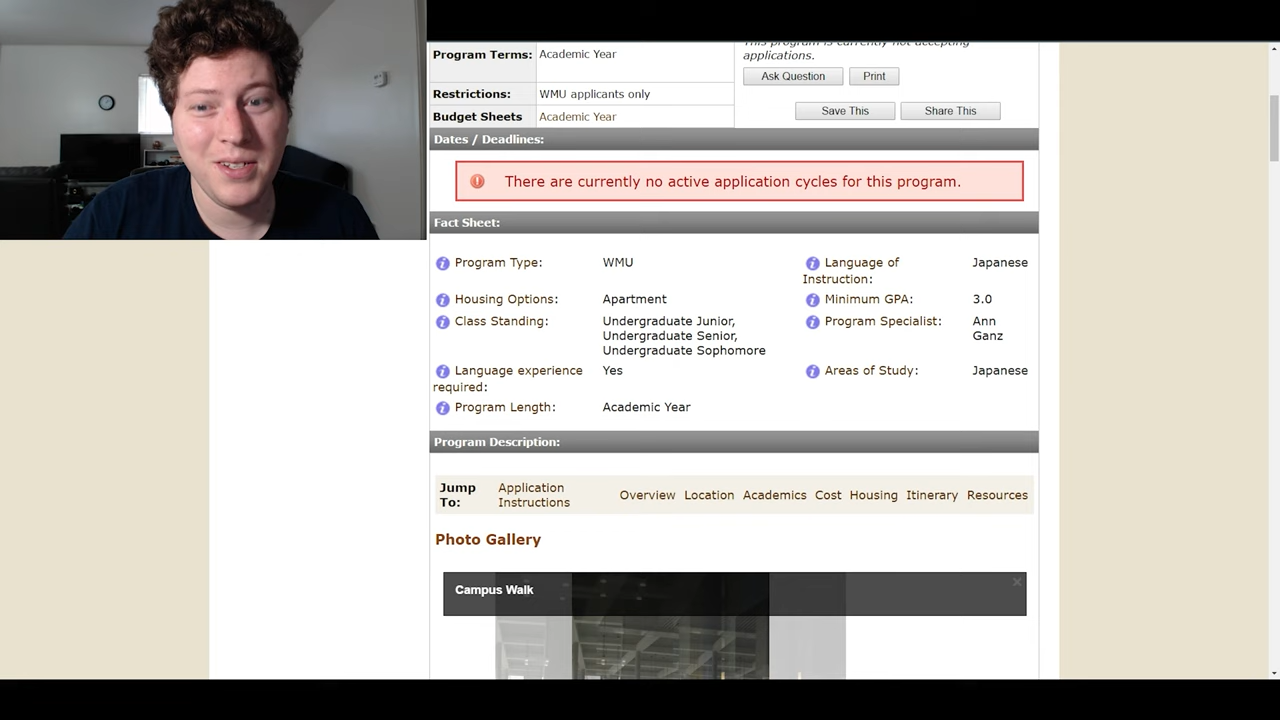 This program is currently not accepting
applications.
Program Terms: Academic Year
Ask Question Print
Restrictions: WMU applicants only
Save This Share This
Budget Sheets Academic Year
Dates / Deadlines:
There are currently no active application cycles for this program.
Fact Sheet:
Program Type: WMU
Language of
Instruction:
Japanese
Housing Options: Apartment
Minimum GPA: 3.0
Class Standing: Undergraduate Junior,
Undergraduate Senior,
Undergraduate Sophomore
Program Specialist: Ann
Ganz
Language experience
required:
Yes
Areas of Study: Japanese
Program Length: Academic Year
Program Description:
Jump
To:
Application
Instructions
Overview Location Academics Cost Housing Itinerary Resources
Photo Gallery
Campus Walk